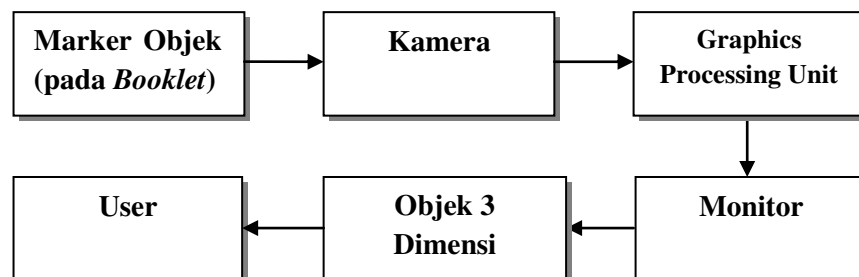 Marker Objek
(pada Booklet)
Kamera
Graphics
Processing Unit
User
Objek 3
Dimensi
Monitor